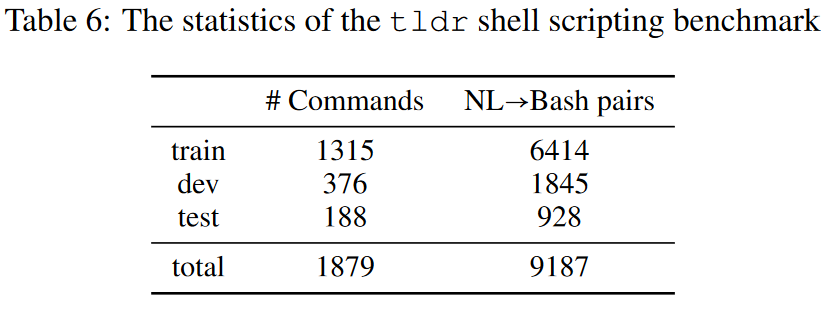 Table 6: The statistics of the tldr shell scripting benchmark
# Commands NL→Bash pairs
train 1315 6414
dev 376 1845
test 188 928
total 1879 9187